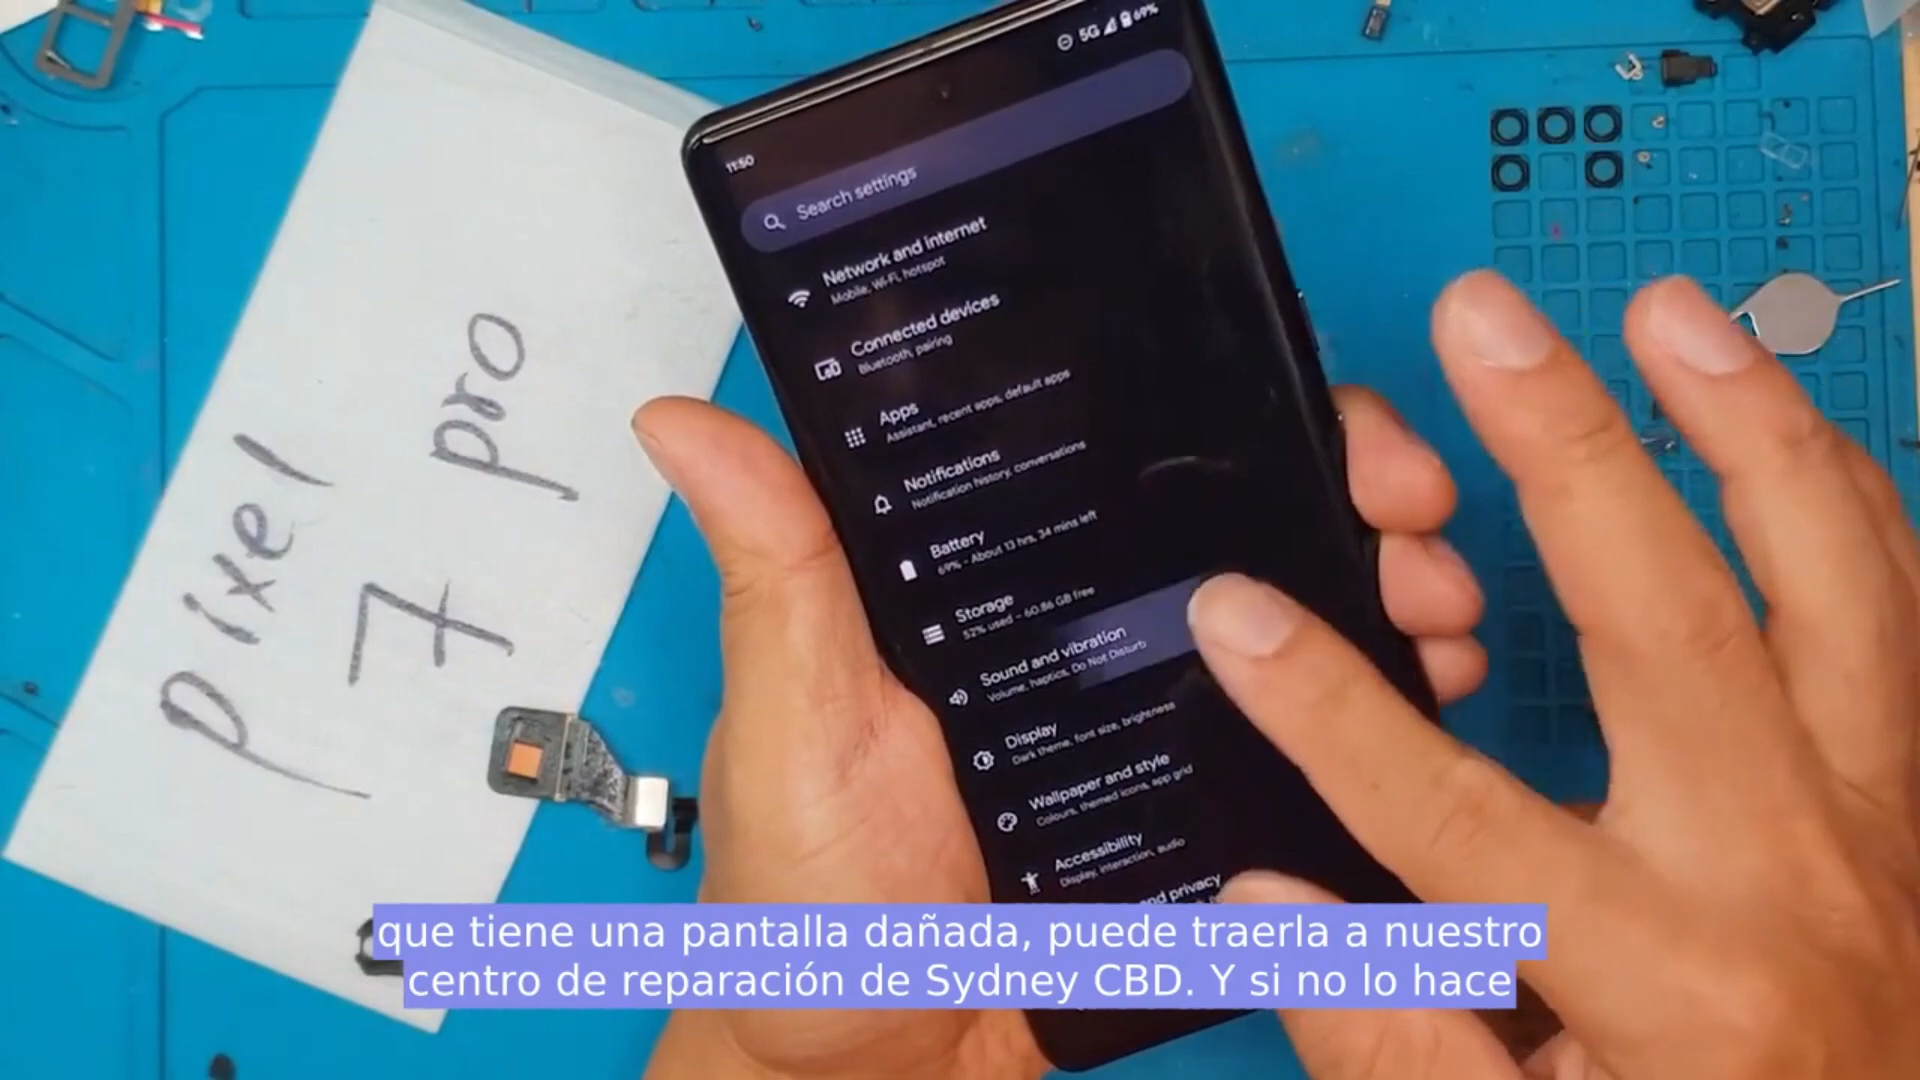 pixel
7 pro
11:50
5G 69%
Search settings
Network and internet
Mobile, Wi-Fi, hotspot
Connected devices
Bluetooth, pairing
Apps
Assistant, recent apps, default apps
Notifications
Notification history, conversations
Battery
69% - About 13 hrs, 34 mins left
Storage
52% used - 60.86 GB free
Sound and vibration
Volume, haptics, Do Not Disturb
Display
Dark theme, font size, brightness
Wallpaper and style
Colours, themed icons, app grid
Accessibility
Display, interaction, audio
and privacy
que tiene una pantalla dañada, puede traerla a nuestro
centro de reparación de Sydney CBD. Y si no lo hace